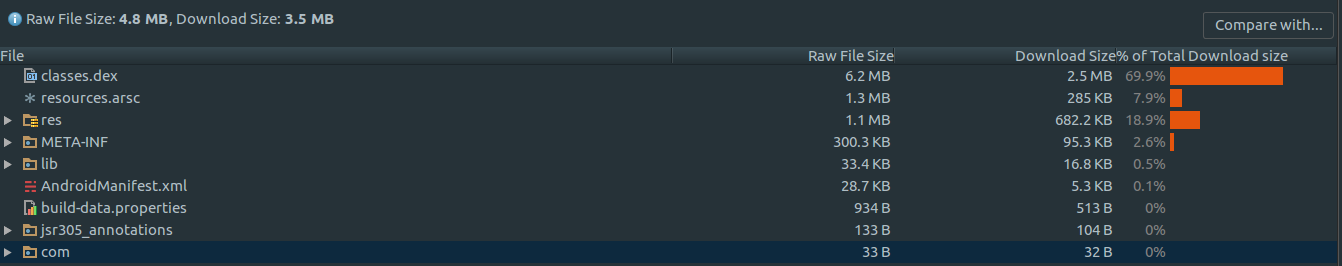 Raw File Size: 4.8 MB, Download Size: 3.5 MB
Compare with...
File Raw File Size Download Size % of Total Download size
classes.dex 6.2 MB 2.5 MB 69.9%
resources.arsc 1.3 MB 285 KB 7.9%
res 1.1 MB 682.2 KB 18.9%
META-INF 300.3 KB 95.3 KB 2.6%
lib 33.4 KB 16.8 KB 0.5%
AndroidManifest.xml 28.7 KB 5.3 KB 0.1%
build-data.properties 934 B 513 B 0%
jsr305_annotations 133 B 104 B 0%
com 33 B 32 B 0%